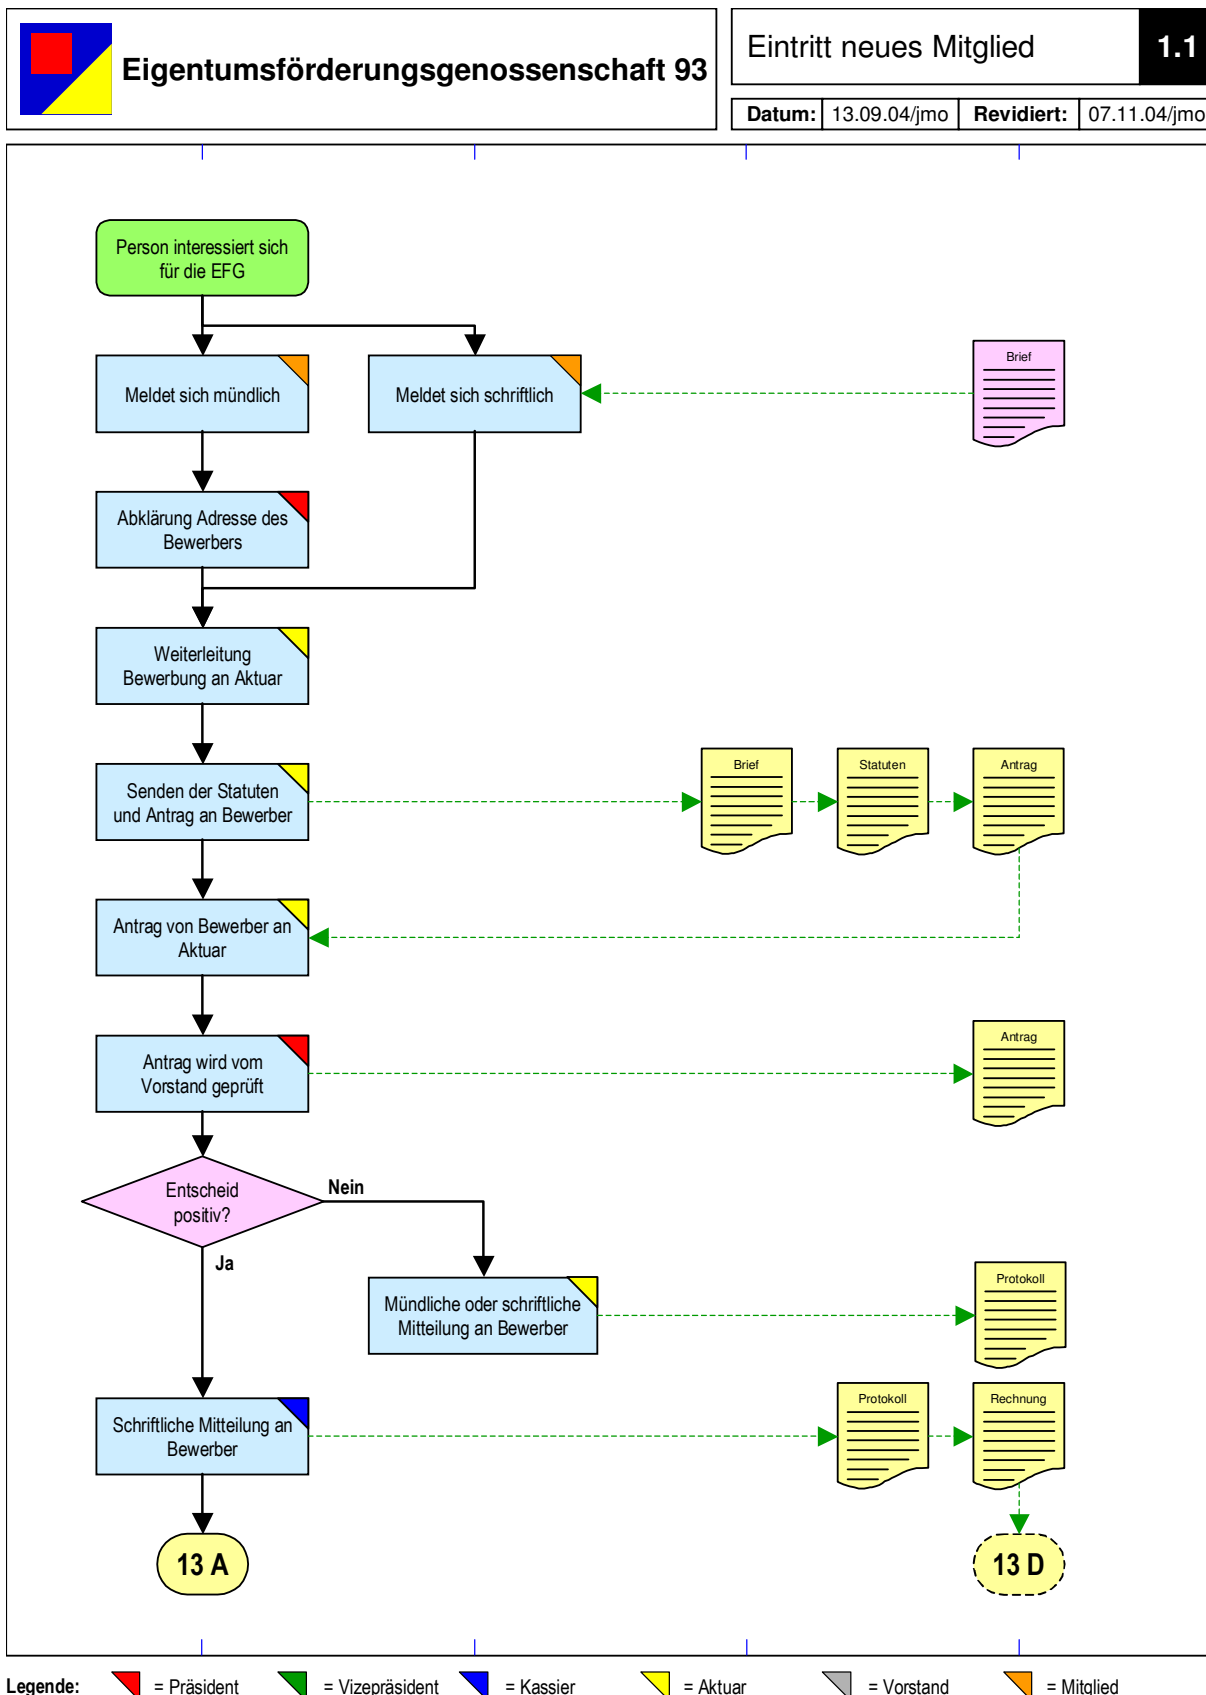 Eigentumsförderungsgenossenschaft 93
Eintritt neues Mitglied
1.1
Datum:
13.09.04/jmo
Revidiert:
07.11.04/jmo
Person interessiert sich
für die EFG
Meldet sich mündlich
Meldet sich schriftlich
Brief
Abklärung Adresse des
Bewerbers
Weiterleitung
Bewerbung an Aktuar
Senden der Statuten
und Antrag an Bewerber
Brief
Statuten
Antrag
Antrag von Bewerber an
Aktuar
Antrag wird vom
Vorstand geprüft
Antrag
Entscheid
positiv?
Nein
Ja
Mündliche oder schriftliche
Mitteilung an Bewerber
Protokoll
Schriftliche Mitteilung an
Bewerber
Protokoll
Rechnung
13 A
13 D
Legende:
= Präsident
= Vizepräsident
= Kassier
= Aktuar
= Vorstand
= Mitglied